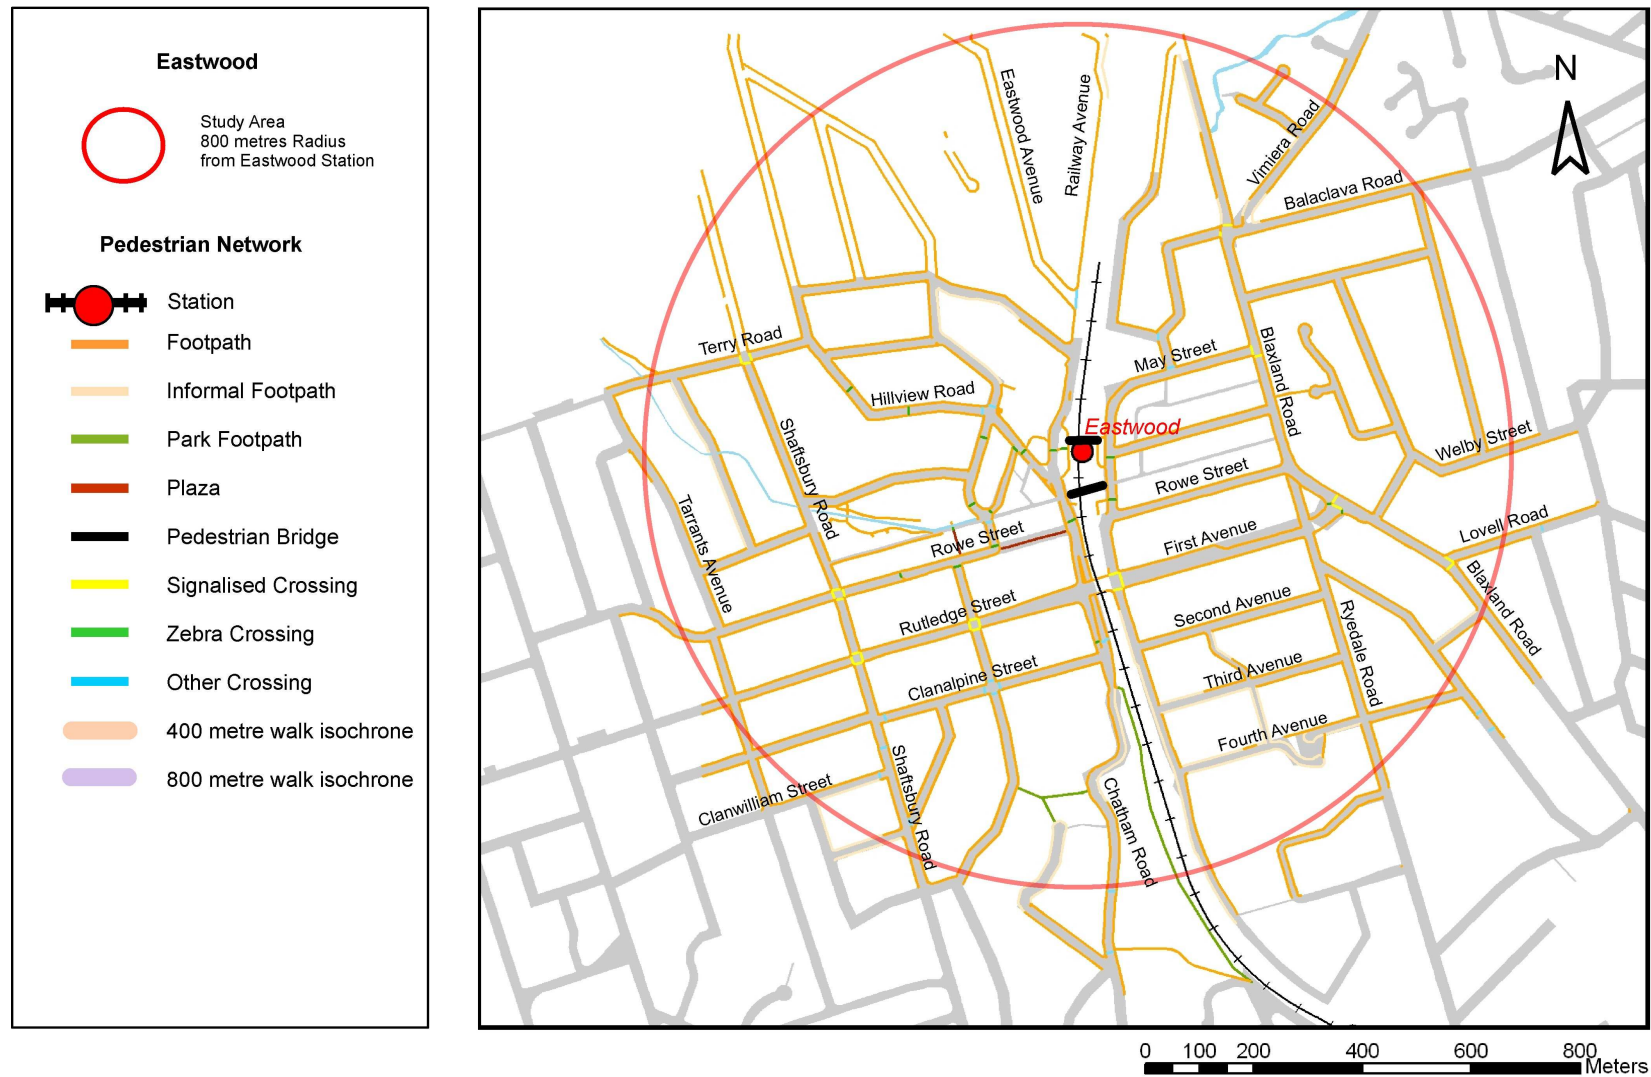 Eastwood
Study Area
800 metres Radius
from Eastwood Station
Pedestrian Network
Station
Footpath
Informal Footpath
Park Footpath
Plaza
Pedestrian Bridge
Signalised Crossing
Zebra Crossing
Other Crossing
400 metre walk isochrone
800 metre walk isochrone
N
Eastwood Avenue
Railway Avenue
Vimiera Road
Balaclava Road
Terry Road
May Street
Blaxland Road
Hillview Road
Eastwood
Shaftsbury Road
Welby Street
Rowe Street
Tarrants Avenue
Lovell Road
First Avenue
Rowe Street
Blaxland Road
Second Avenue
Rutledge Street
Ryedale Road
Third Avenue
Clanalpine Street
Fourth Avenue
Shaftsbury Road
Clanwilliam Street
Chatham Road
0 100 200 400 600 800
Meters